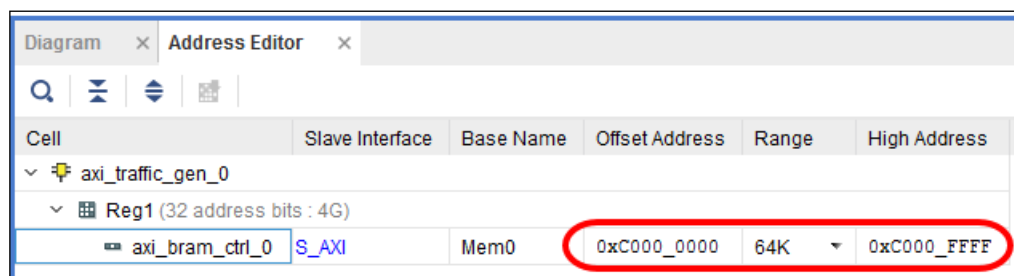 Diagram × Address Editor ×
Cell Slave Interface Base Name Offset Address Range High Address
axi_traffic_gen_0
Reg1 (32 address bits : 4G)
axi_bram_ctrl_0 S_AXI Mem0 0xC000_0000 64K 0xC000_FFFF